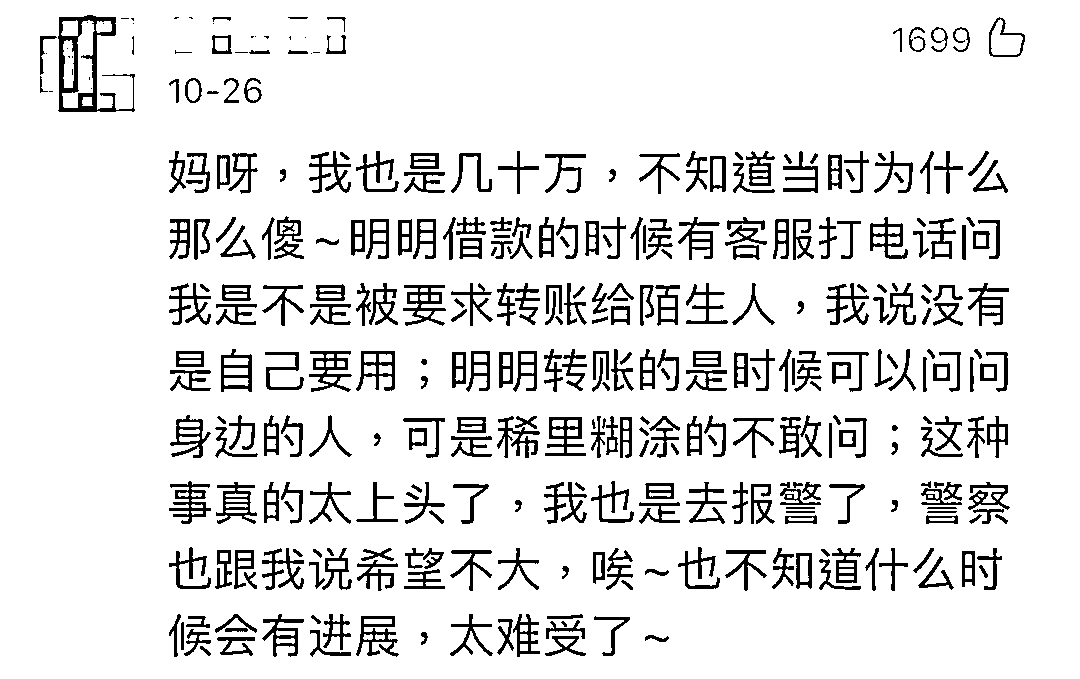 1699
10-26
妈呀，我也是几十万，不知道当时为什么
那么傻~明明借款的时候有客服打电话问
我是不是被要求转账给陌生人，我说没有
是自己要用；明明转账的是时候可以问问
身边的人，可是稀里糊涂的不敢问；这种
事真的太上头了，我也是去报警了，警察
也跟我说希望不大，唉~也不知道什么时
候会有进展，太难受了~